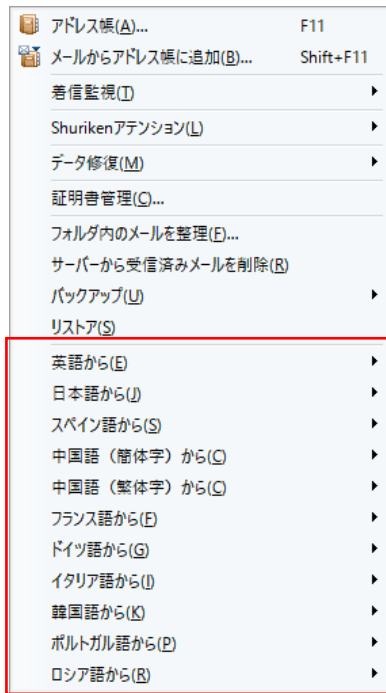 アドレス帳(A)... F11
メールからアドレス帳に追加(B)... Shift+F11
着信監視(T)
Shurikenアテンション(L)
データ修復(M)
証明書管理(C)...
フォルダ内のメールを整理(F)...
サーバーから受信済みメールを削除(R)
バックアップ(U)
リストア(S)
英語から(E)
日本語から(J)
スペイン語から(S)
中国語（簡体字）から(C)
中国語（繁体字）から(C)
フランス語から(F)
ドイツ語から(G)
イタリア語から(I)
韓国語から(K)
ポルトガル語から(P)
ロシア語から(R)